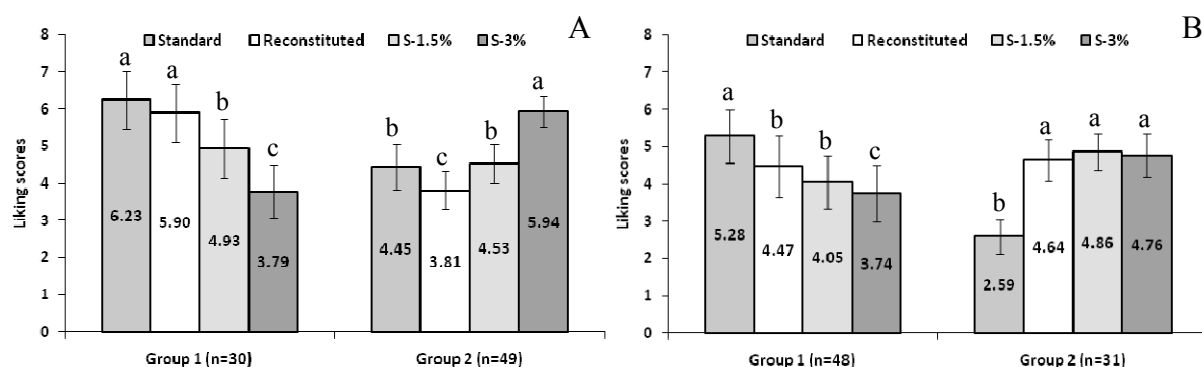 A
8
7
6
5
4
3
2
1
0
Liking scores
Standard Reconstituted S-1.5% S-3%
a a b c b c b a
6.23 5.90 4.93 3.79 4.45 3.81 4.53 5.94
Group 1 (n=30) Group 2 (n=49)
B
8
7
6
5
4
3
2
1
0
Liking scores
Standard Reconstituted S-1.5% S-3%
a b b c b a a a
5.28 4.47 4.05 3.74 2.59 4.64 4.86 4.76
Group 1 (n=48) Group 2 (n=31)